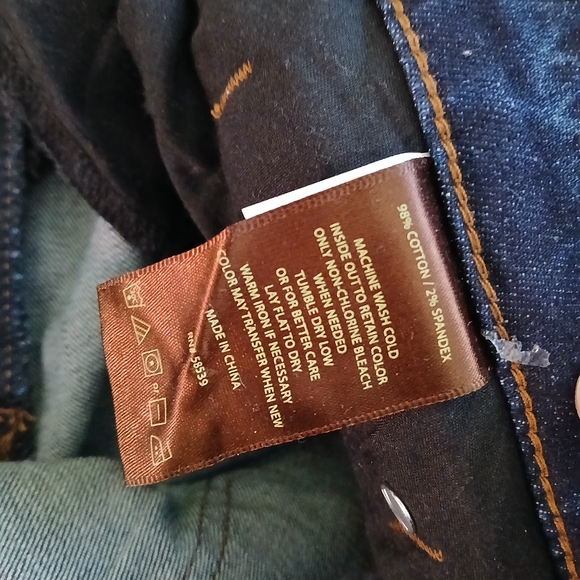 98% COTTON / 2% SPANDEX
MACHINE WASH COLD
INSIDE OUT TO RETAIN COLOR
ONLY NON-CHLORINE BLEACH
WHEN NEEDED
TUMBLE DRY LOW
OR FOR BETTER CARE
LAY FLAT TO DRY
WARM IRON IF NECESSARY
COLOR MAY TRANSFER WHEN NEW
MADE IN CHINA
or